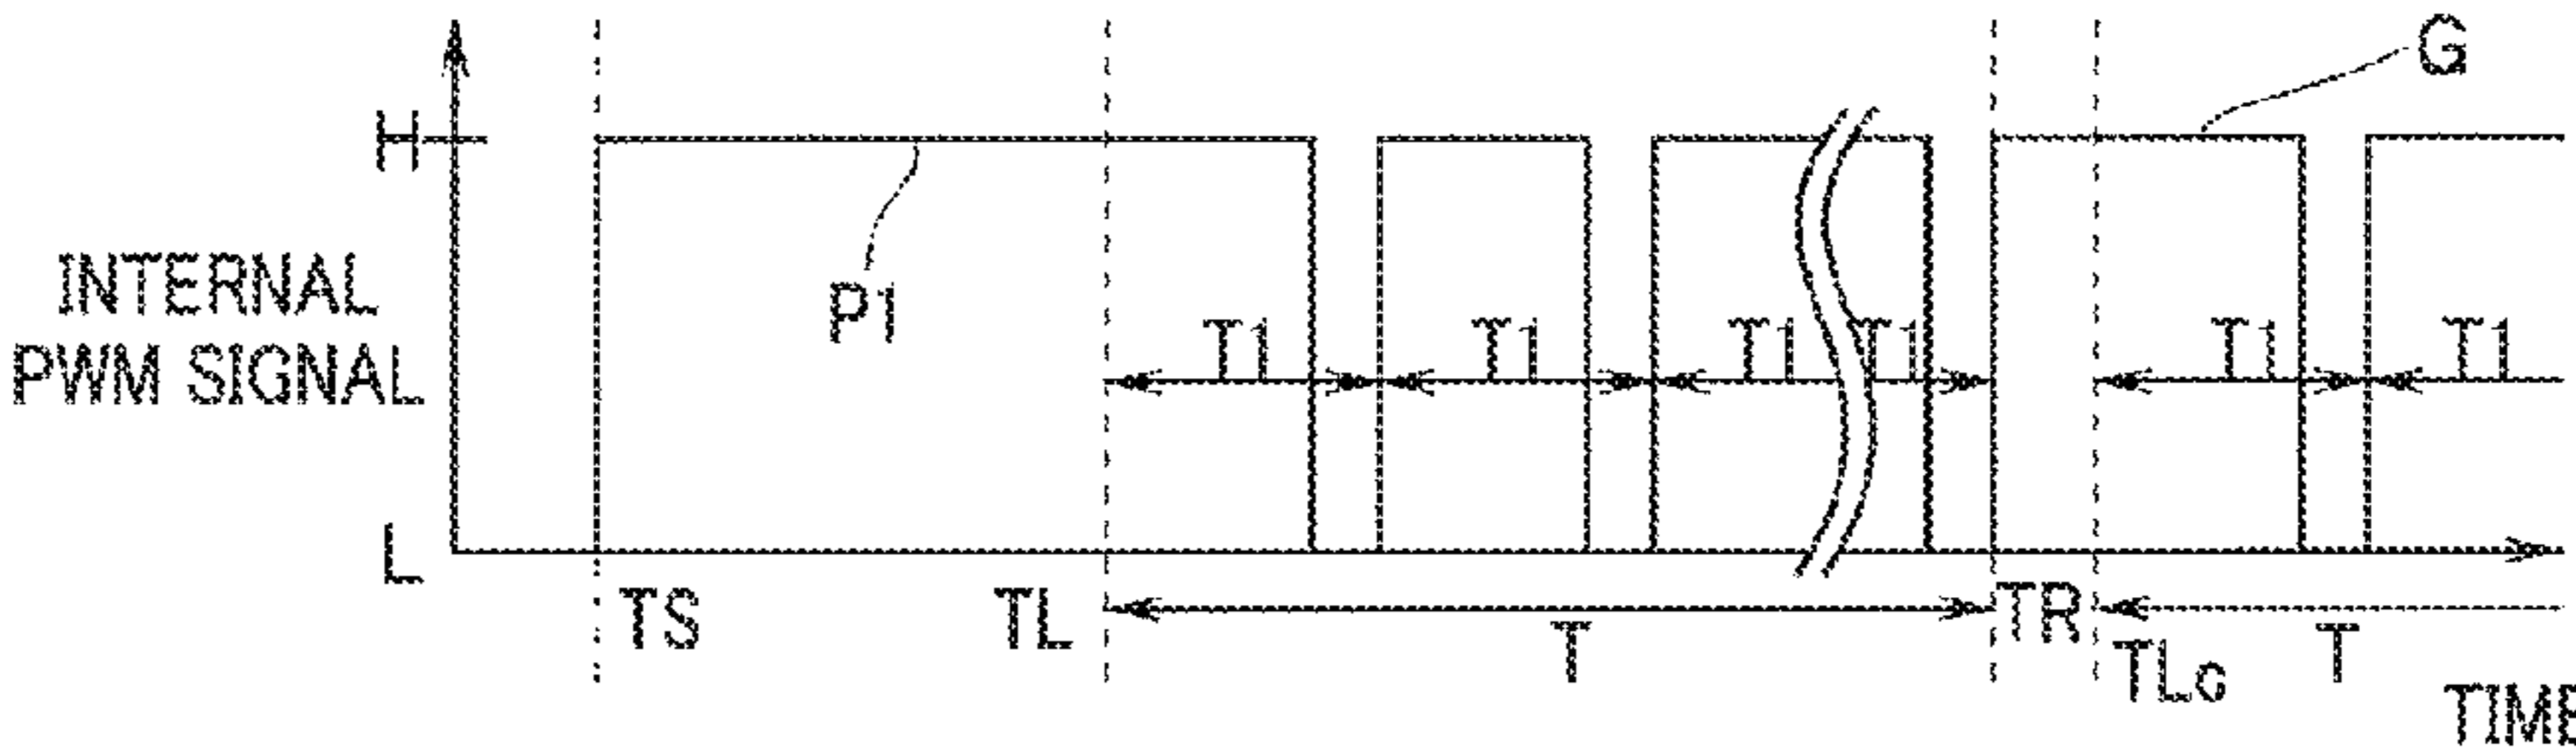 G
H
INTERNAL
PWM SIGNAL
P1
T1 T1 T1 T1 T1 T1
L
TS TL T TR TLG T
TIME